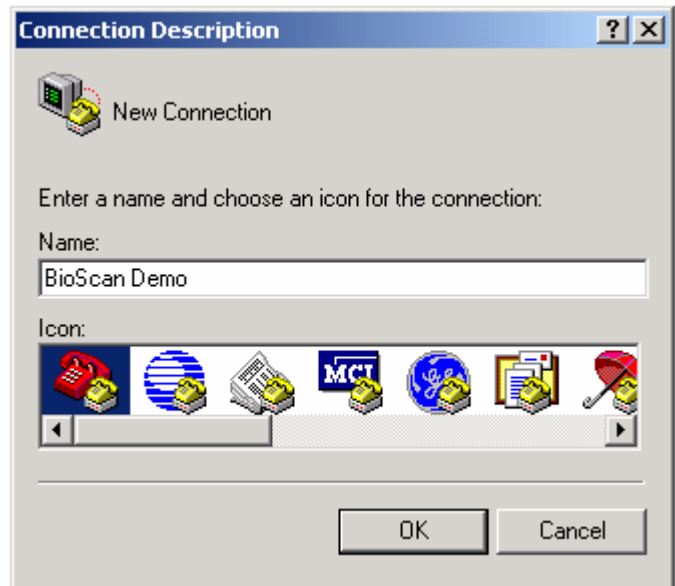 Connection Description
New Connection
Enter a name and choose an icon for the connection:
Name:
BioScan Demo
Icon:
MCI
OK Cancel